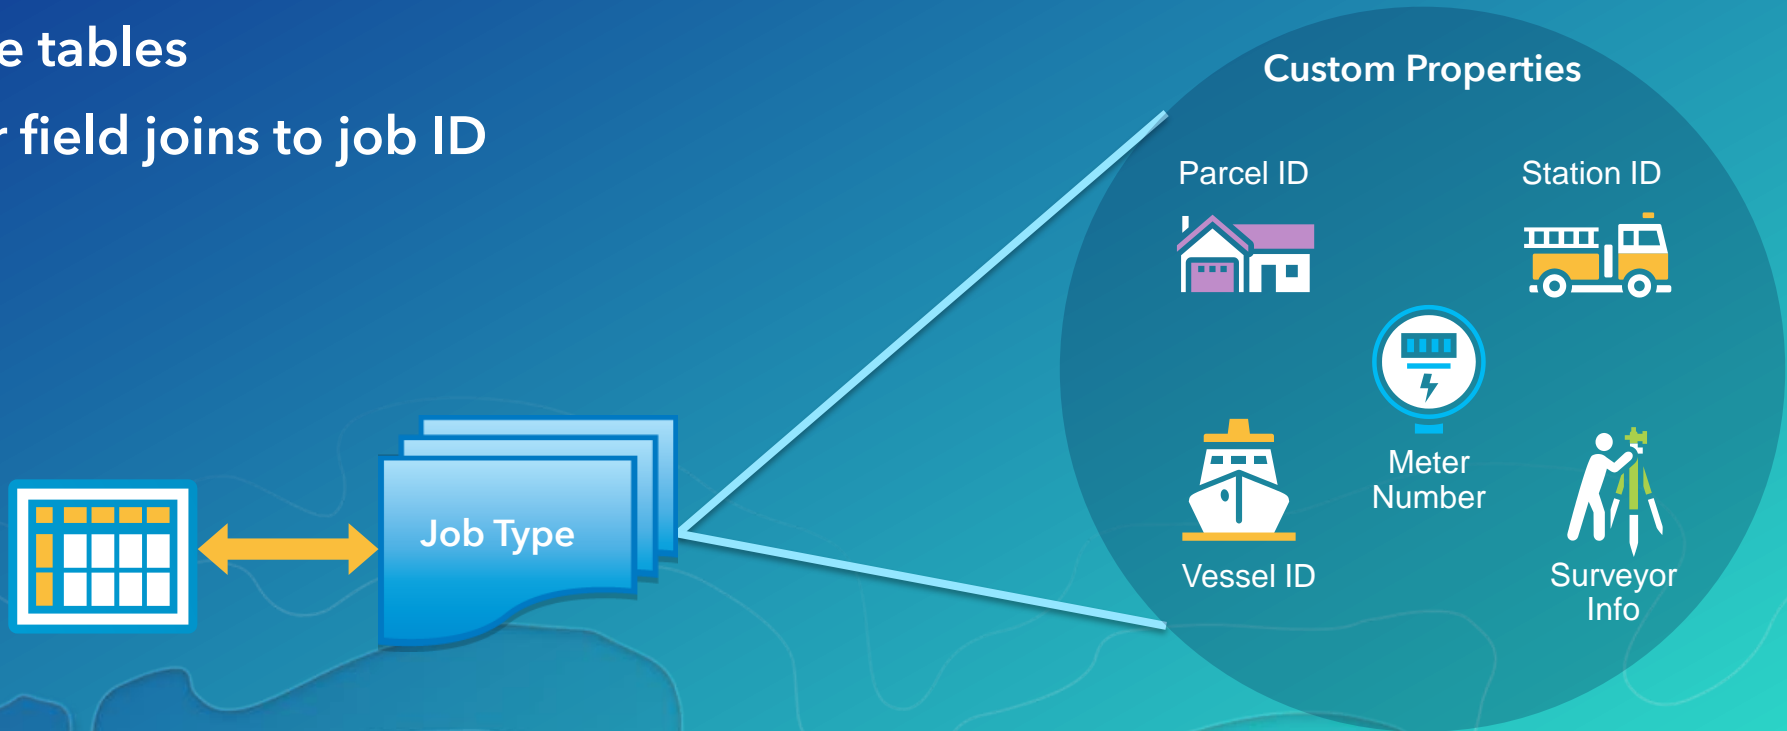 e tables
field joins to job ID
Custom Properties
Parcel ID
Station ID
Meter
Number
Job Type
Vessel ID
Surveyor
Info